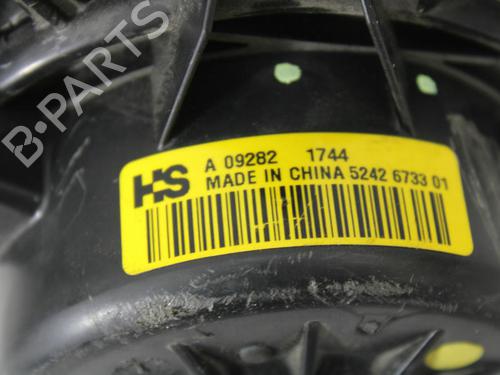 B-PARTS
HS
A 09282 1744
MADE IN CHINA 5242 6733 01